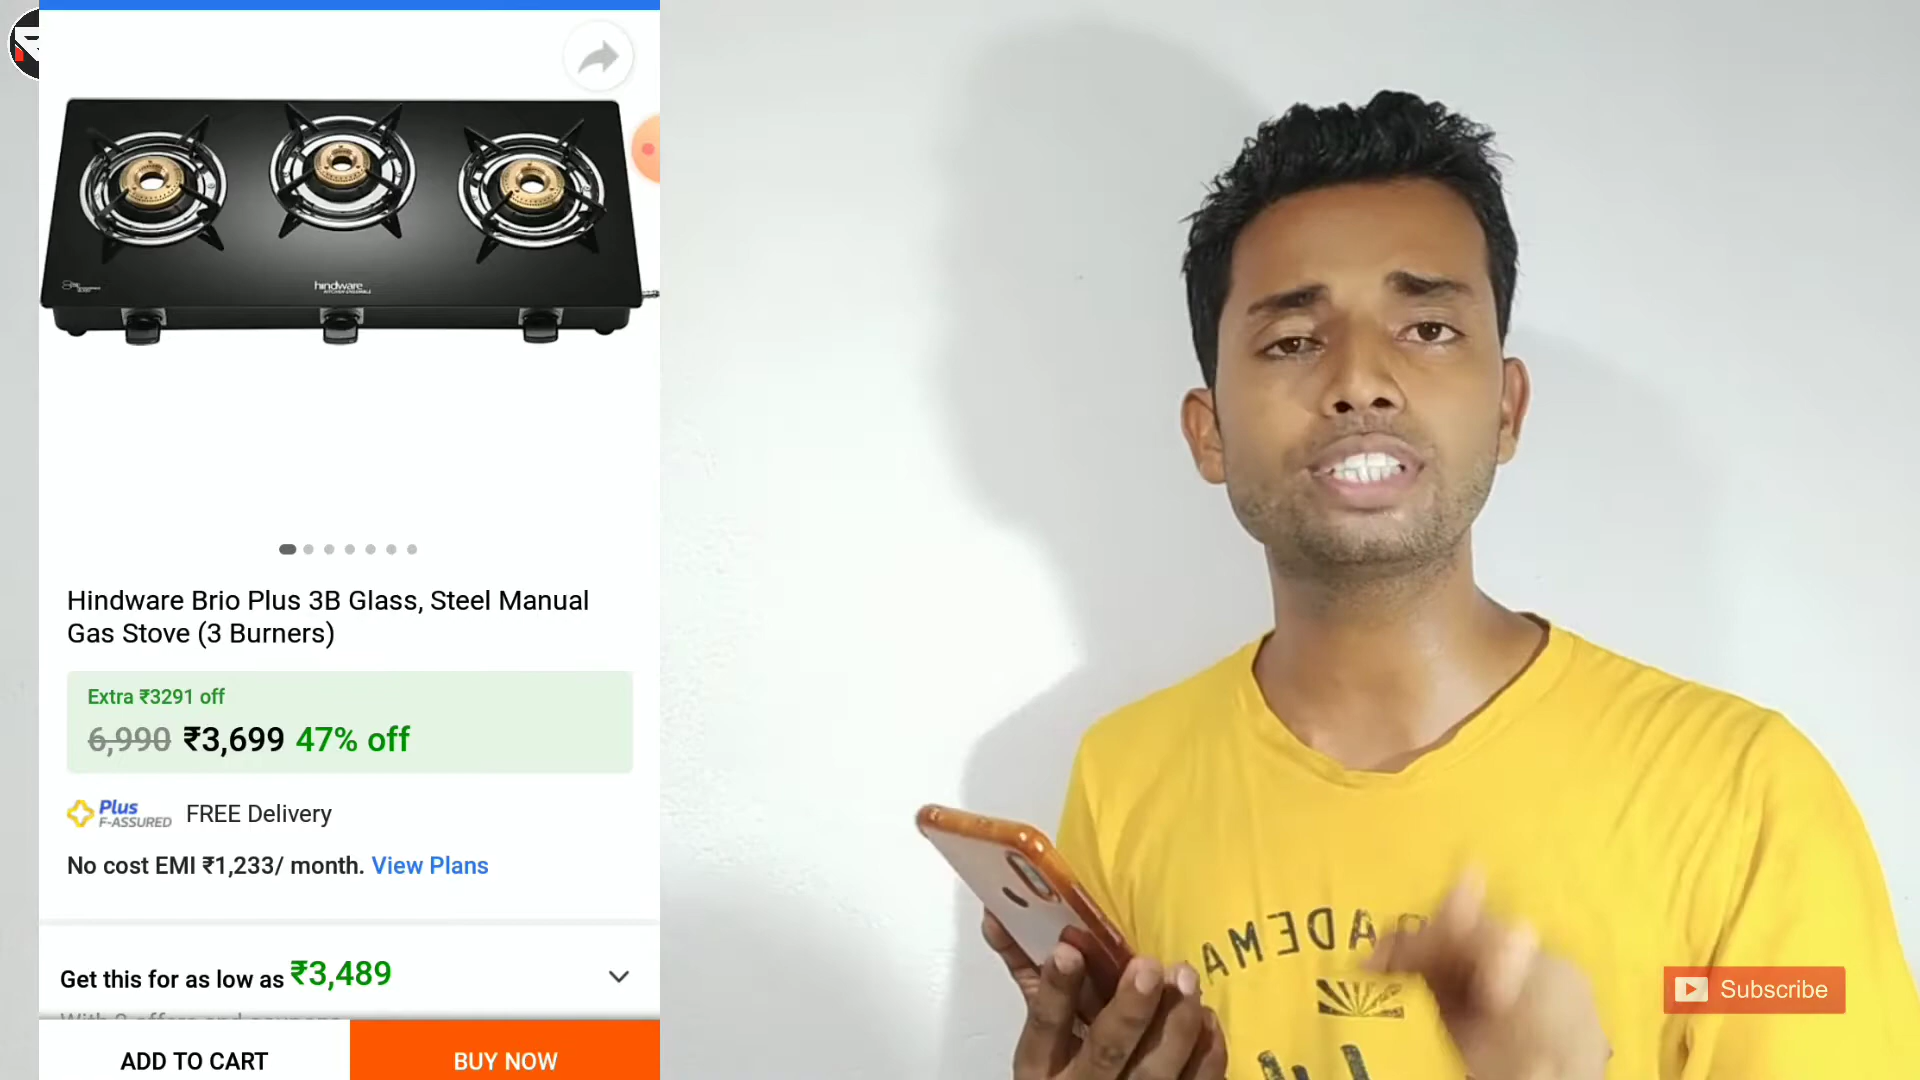 hindware
Hindware Brio Plus 3B Glass, Steel Manual
Gas Stove (3 Burners)
Extra ₹3291 off
6,990 ₹3,699 47% off
Plus
F-ASSURED
FREE Delivery
No cost EMI ₹1,233/ month. View Plans
Get this for as low as ₹3,489
ADD TO CART
BUY NOW
Subscribe